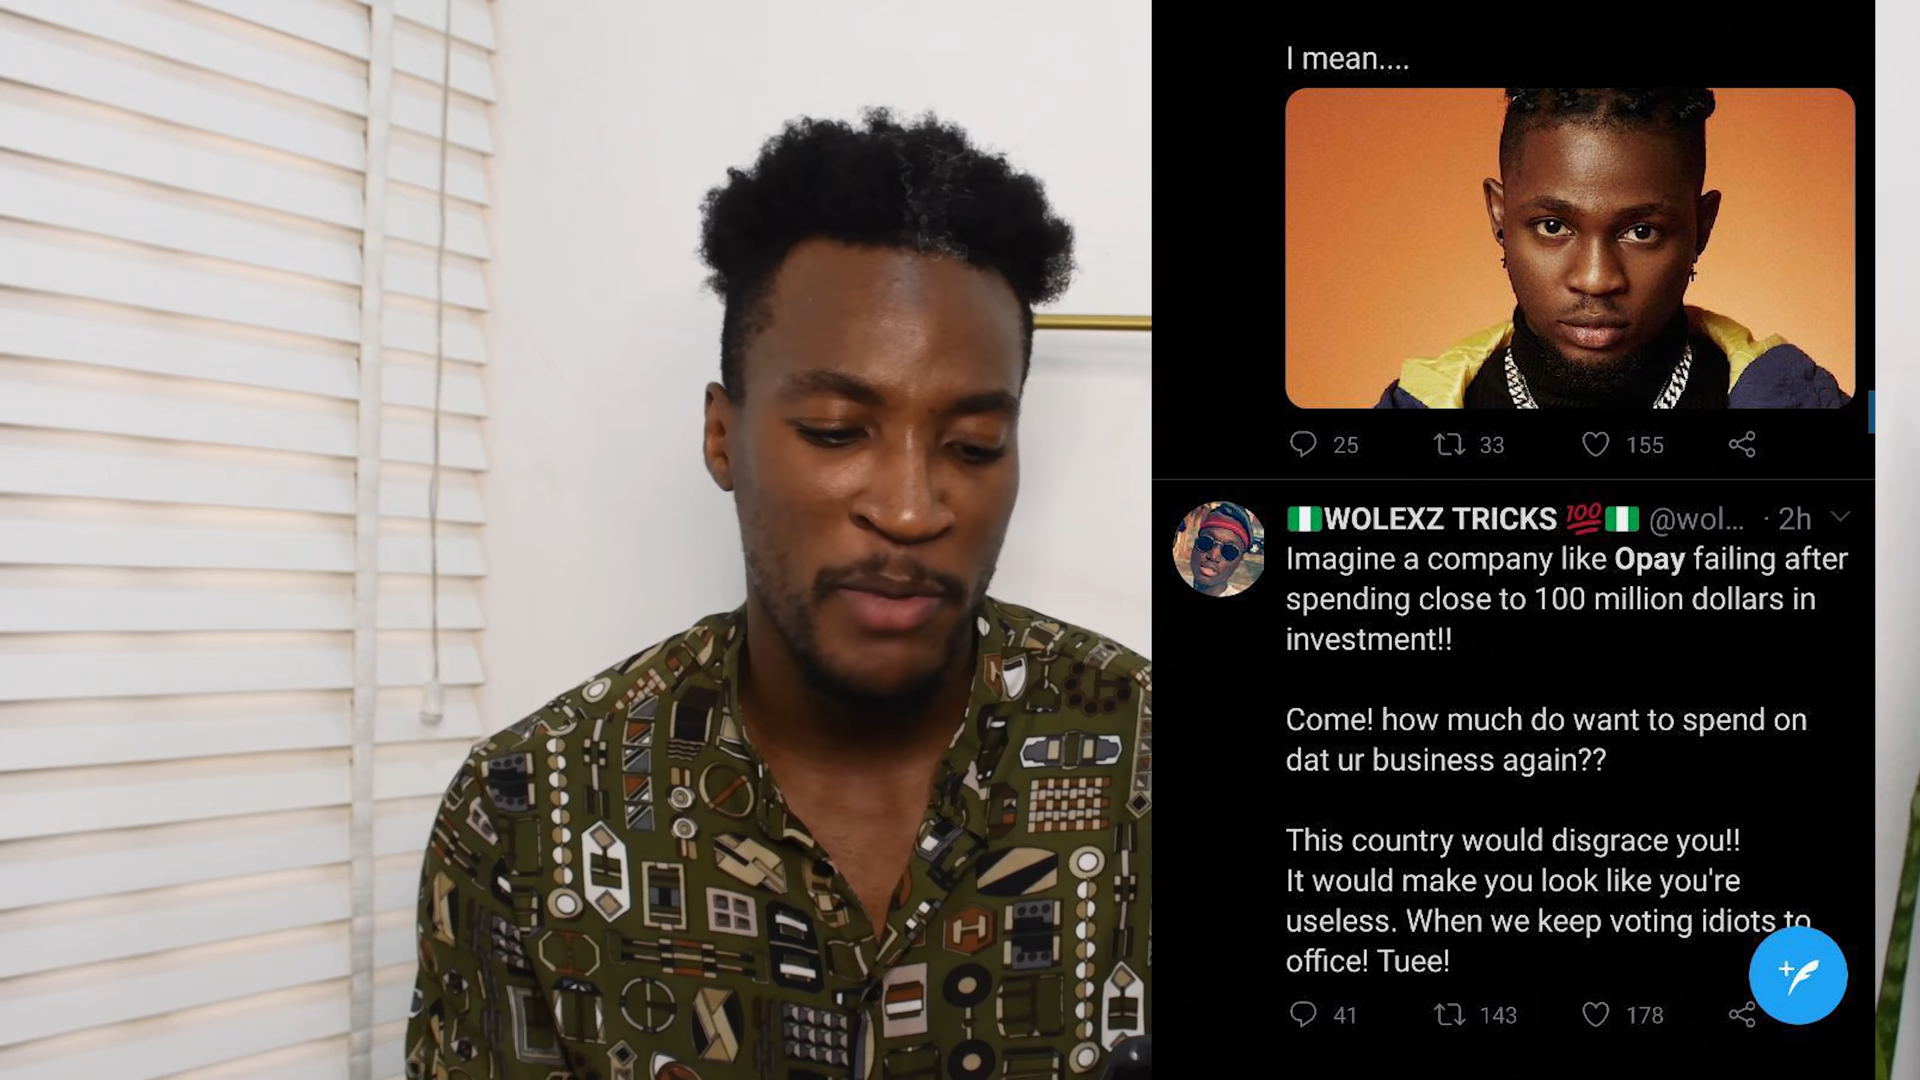 I mean....
25 33 155
🇳🇬WOLEXZ TRICKS 💯🇳🇬 @wol... · 2h
Imagine a company like Opay failing after
spending close to 100 million dollars in
investment!!
Come! how much do want to spend on
dat ur business again??
This country would disgrace you!!
It would make you look like you're
useless. When we keep voting idiots to
office! Tuee!
41 143 178